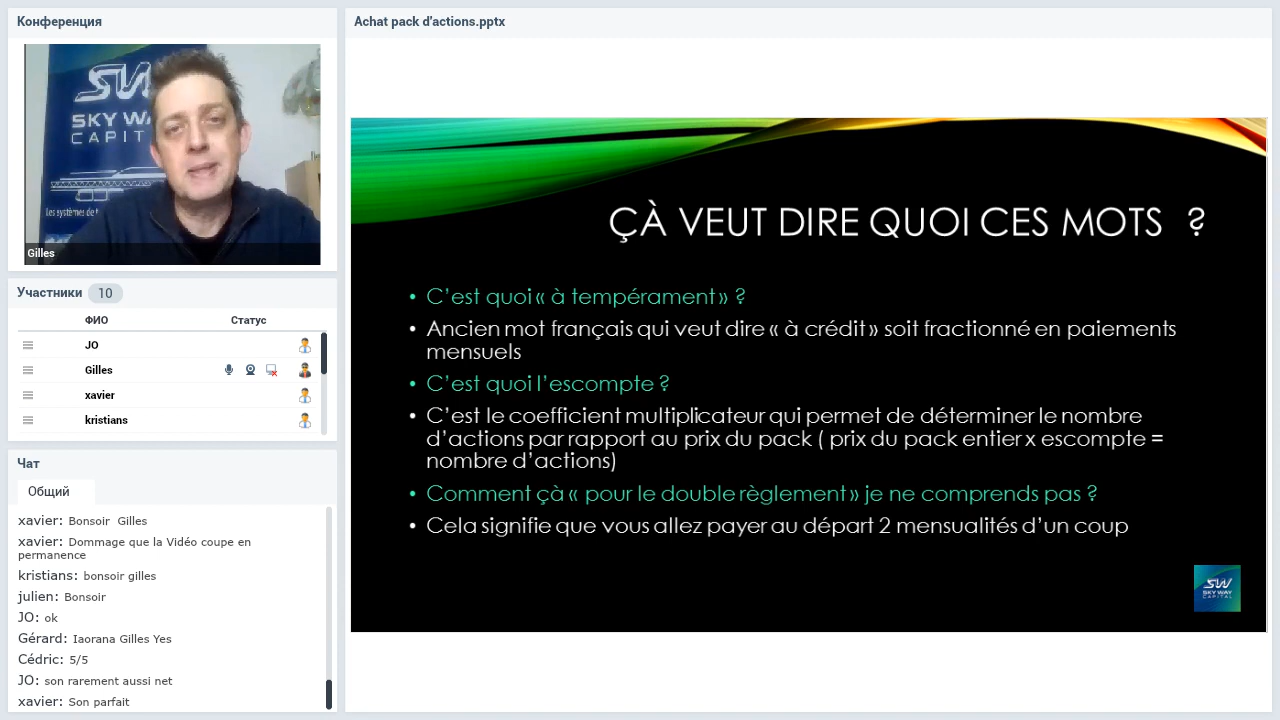 Конференция
SW
SKY WAY
CAPIT
Les systèmes de t
Gilles
Участники 10
ФИО Статус
JO
Gilles
xavier
kristians
Чат
Общий
xavier: Bonsoir Gilles
xavier: Dommage que la Vidéo coupe en
permanence
kristians: bonsoir gilles
julien: Bonsoir
JO: ok
Gérard: Iaorana Gilles Yes
Cédric: 5/5
JO: son rarement aussi net
xavier: Son parfait
Achat pack d'actions.pptx
ÇÀ VEUT DIRE QUOI CES MOTS ?
• C’est quoi « à tempérament » ?
• Ancien mot français qui veut dire « à crédit » soit fractionné en paiements
mensuels
• C’est quoi l’escompte ?
• C’est le coefficient multiplicateur qui permet de déterminer le nombre
d’actions par rapport au prix du pack ( prix du pack entier x escompte =
nombre d’actions)
• Comment çà « pour le double règlement » je ne comprends pas ?
• Cela signifie que vous allez payer au départ 2 mensualités d’un coup
SW
SKY WAY
CAPITAL